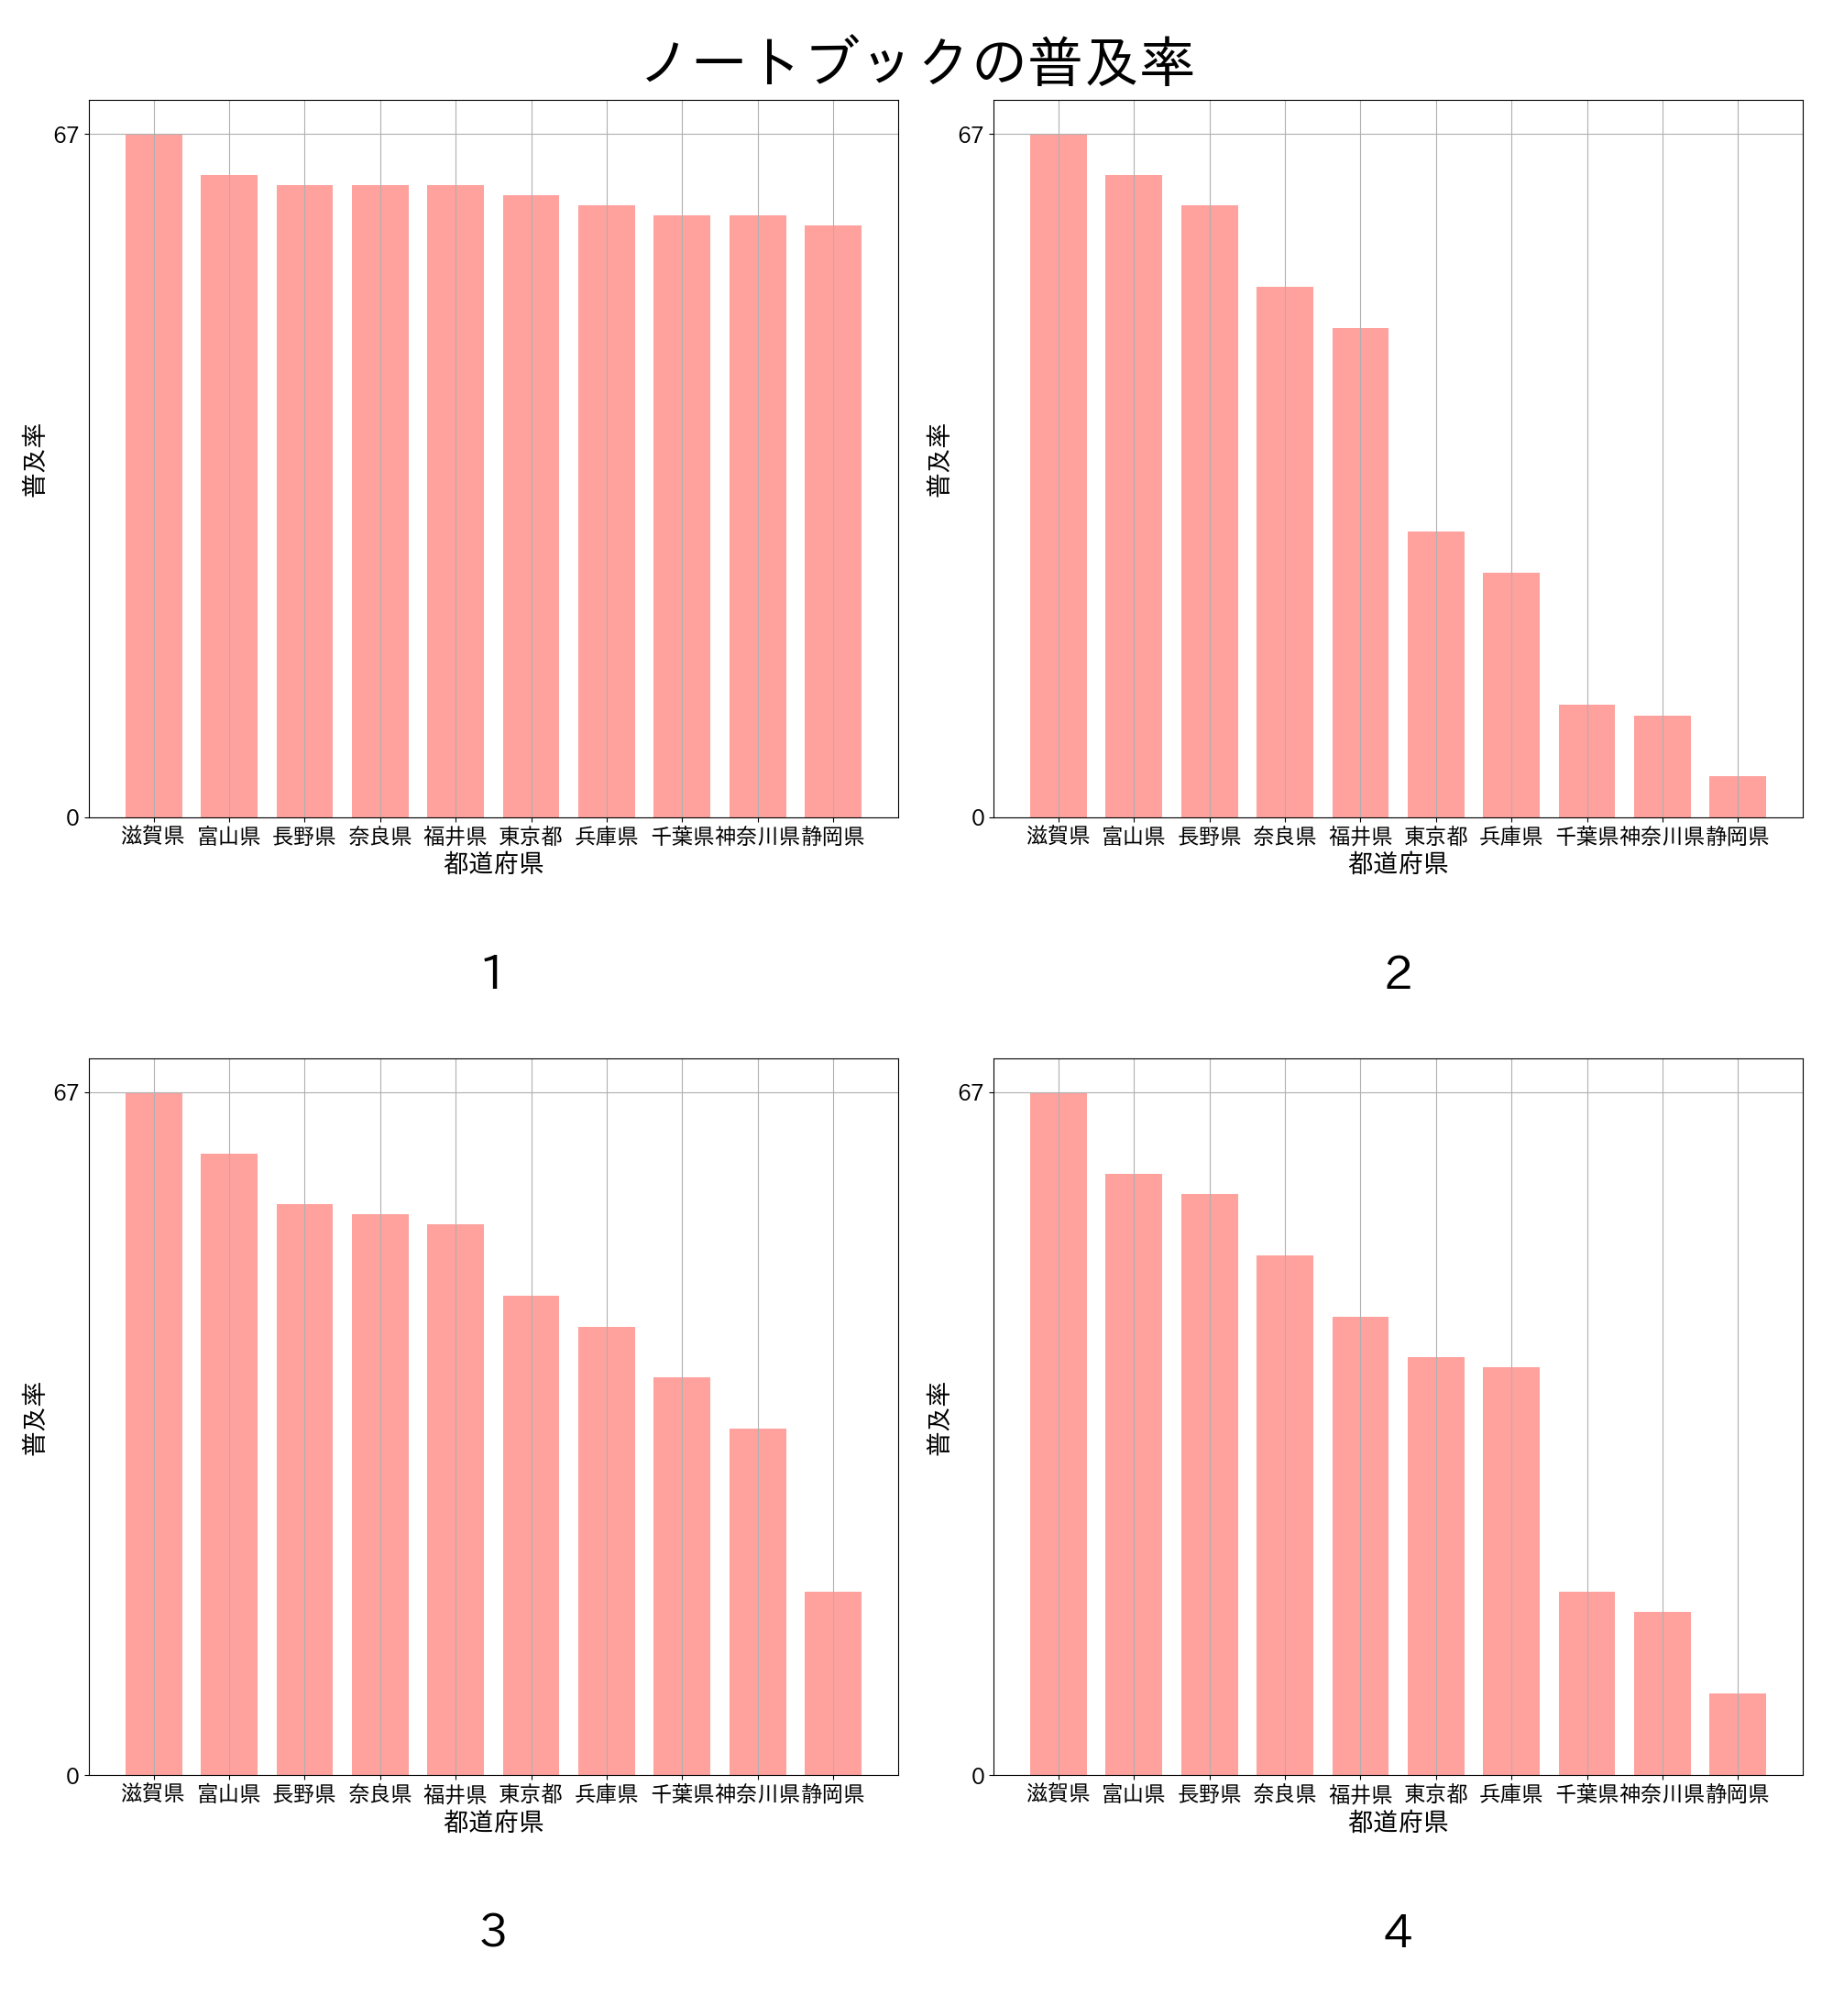 ノートブックの普及率
67
0
普及率
滋賀県 富山県 長野県 奈良県 福井県 東京都 兵庫県 千葉県 神奈川県 静岡県
都道府県
1
67
0
普及率
滋賀県 富山県 長野県 奈良県 福井県 東京都 兵庫県 千葉県 神奈川県 静岡県
都道府県
2
67
0
普及率
滋賀県 富山県 長野県 奈良県 福井県 東京都 兵庫県 千葉県 神奈川県 静岡県
都道府県
3
67
0
普及率
滋賀県 富山県 長野県 奈良県 福井県 東京都 兵庫県 千葉県 神奈川県 静岡県
都道府県
4